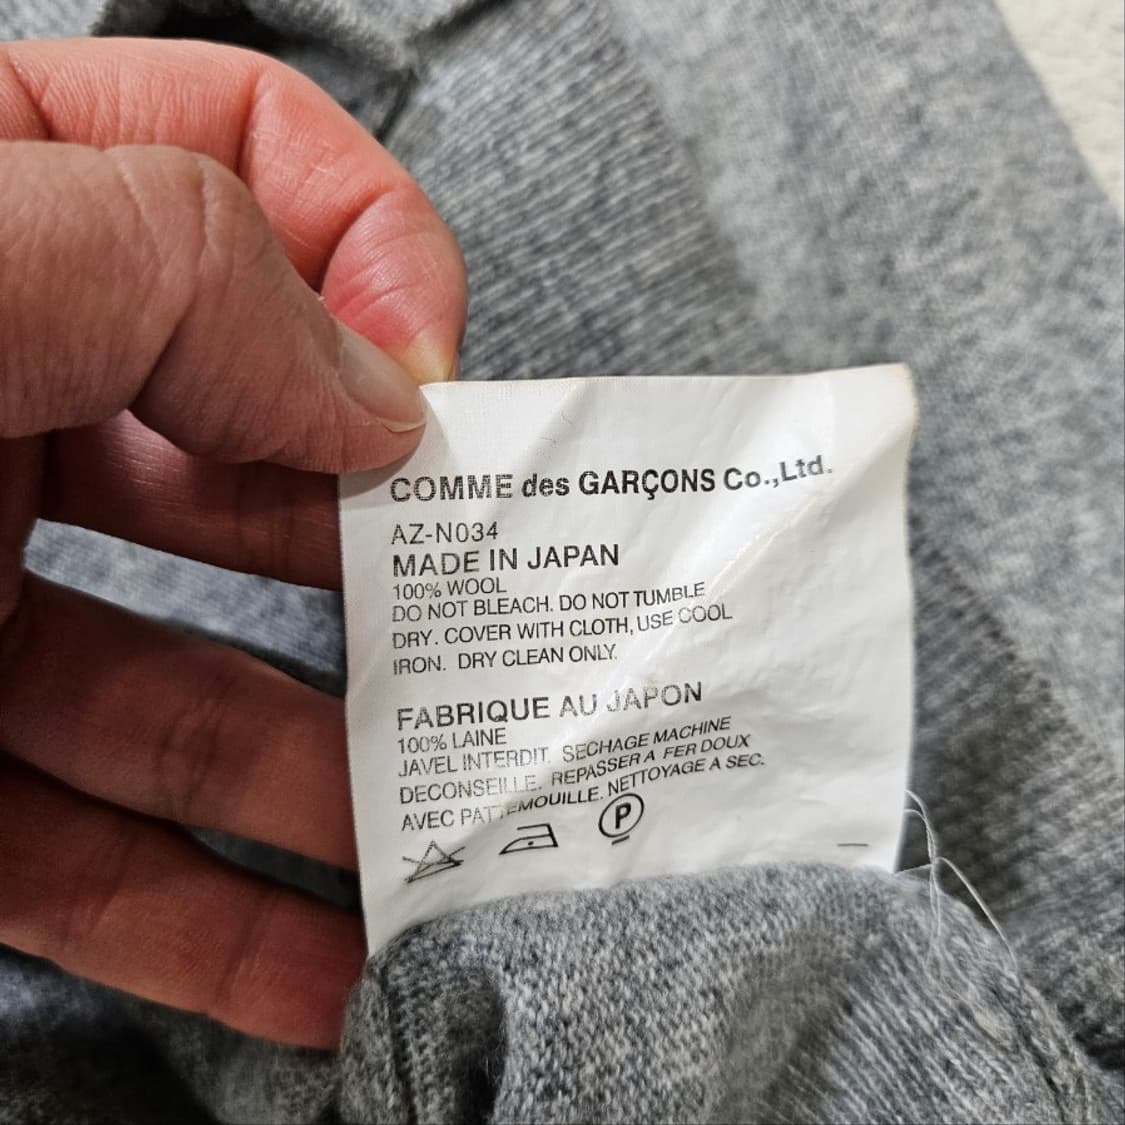 COMME des GARÇONS Co.,Ltd.
AZ-N034
MADE IN JAPAN
100% WOOL
DO NOT BLEACH. DO NOT TUMBLE
DRY. COVER WITH CLOTH, USE COOL
IRON. DRY CLEAN ONLY.
FABRIQUE AU JAPON
100% LAINE
JAVEL INTERDIT. SECHAGE MACHINE
DECONSEILLE. REPASSER A FER DOUX
AVEC PATTEMOUILLE. NETTOYAGE A SEC.
P